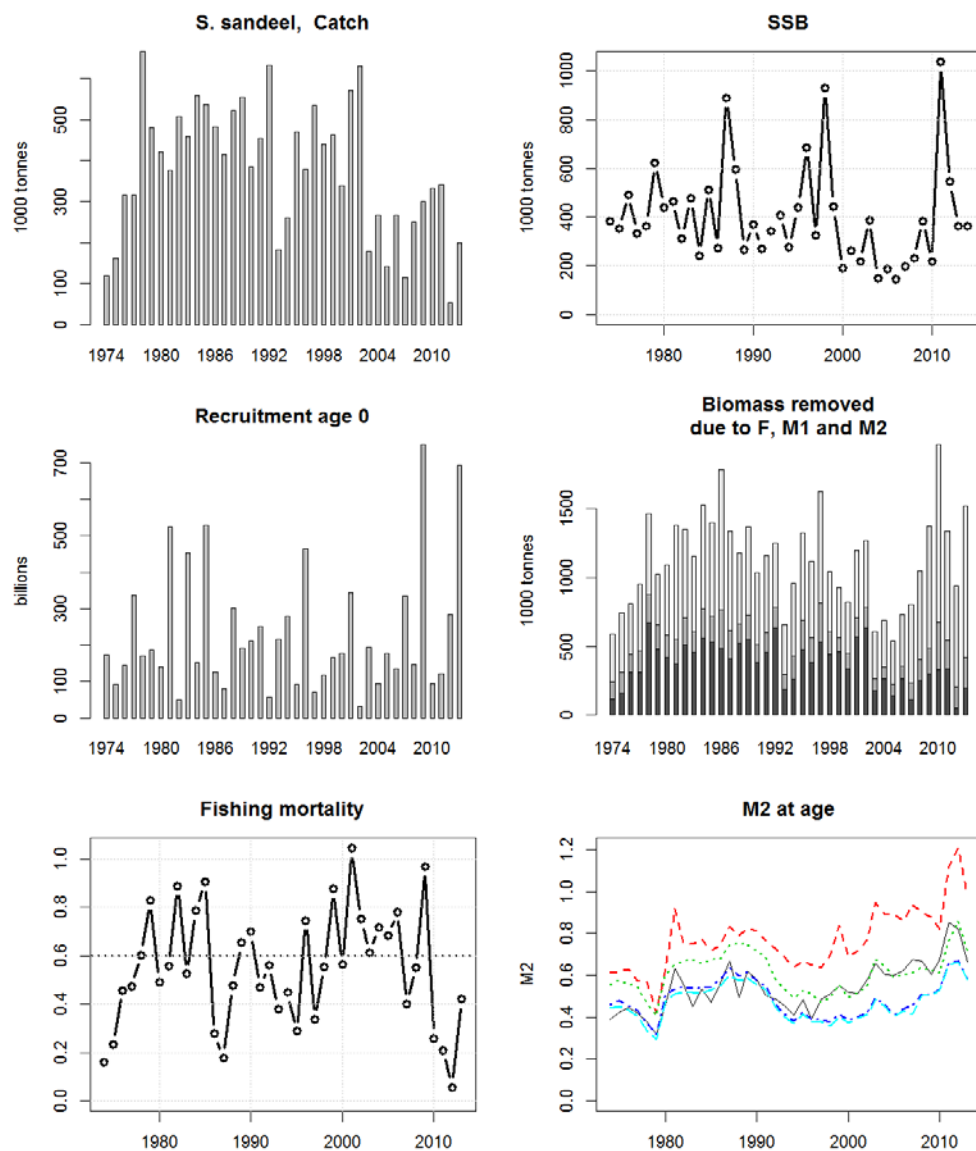 S. sandeel,  Catch
1000 tonnes
0 100 300 500
1974 1980 1986 1992 1998 2004 2010
SSB
1000 tonnes
0 200 400 600 800 1000
1980 1990 2000 2010
Recruitment age 0
billions
0 100 300 500 700
1974 1980 1986 1992 1998 2004 2010
Biomass removed
due to F, M1 and M2
1000 tonnes
0 500 1000 1500
1974 1980 1986 1992 1998 2004 2010
Fishing mortality
0.0 0.2 0.4 0.6 0.8 1.0
1980 1990 2000 2010
M2 at age
M2
0.0 0.2 0.4 0.6 0.8 1.0 1.2
1980 1990 2000 2010